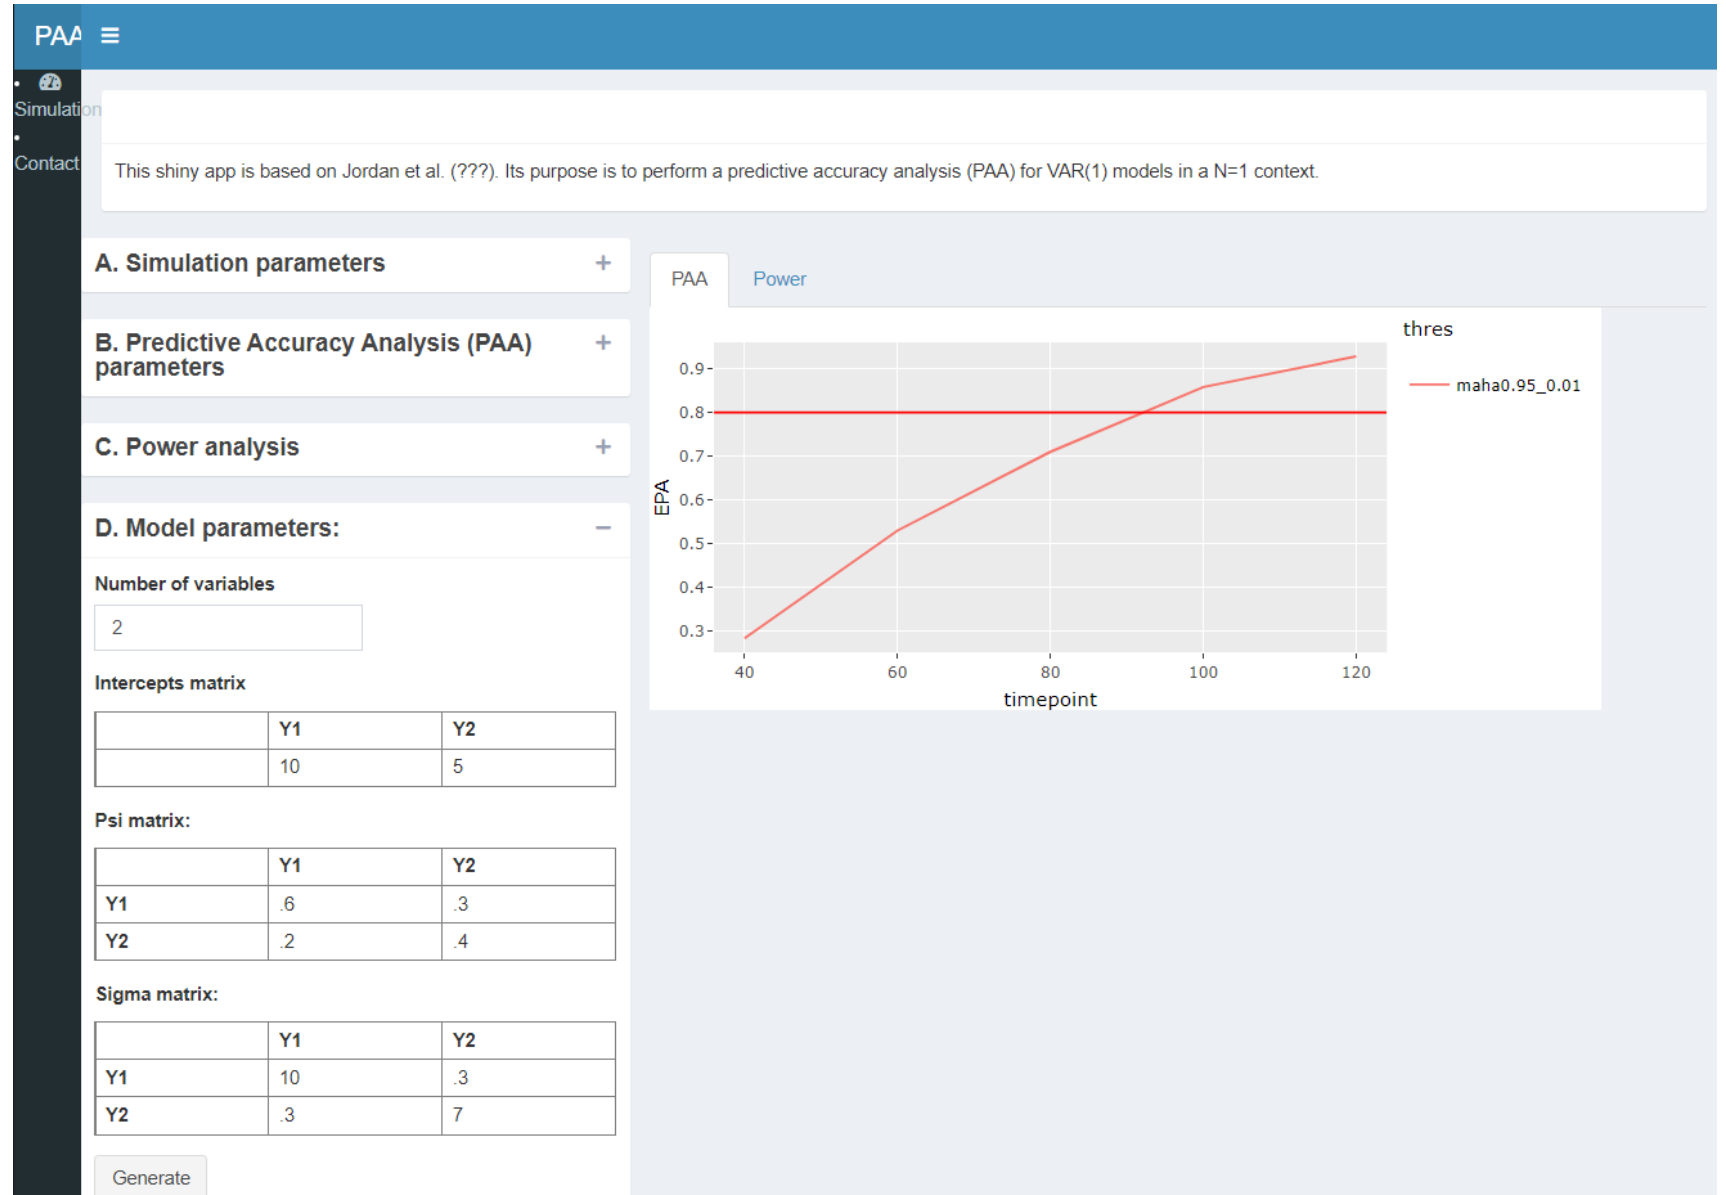 PAA
Simulation
Contact
This shiny app is based on Jordan et al. (???). Its purpose is to perform a predictive accuracy analysis (PAA) for VAR(1) models in a N=1 context.
A. Simulation parameters
B. Predictive Accuracy Analysis (PAA)
parameters
C. Power analysis
D. Model parameters:
Number of variables
2
Intercepts matrix
Y1 Y2
10 5
Psi matrix:
Y1 Y2
Y1 .6 .3
Y2 .2 .4
Sigma matrix:
Y1 Y2
Y1 10 .3
Y2 .3 7
Generate
PAA Power
thres
maha0.95_0.01
EPA
0.9
0.8
0.7
0.6
0.5
0.4
0.3
40 60 80 100 120
timepoint